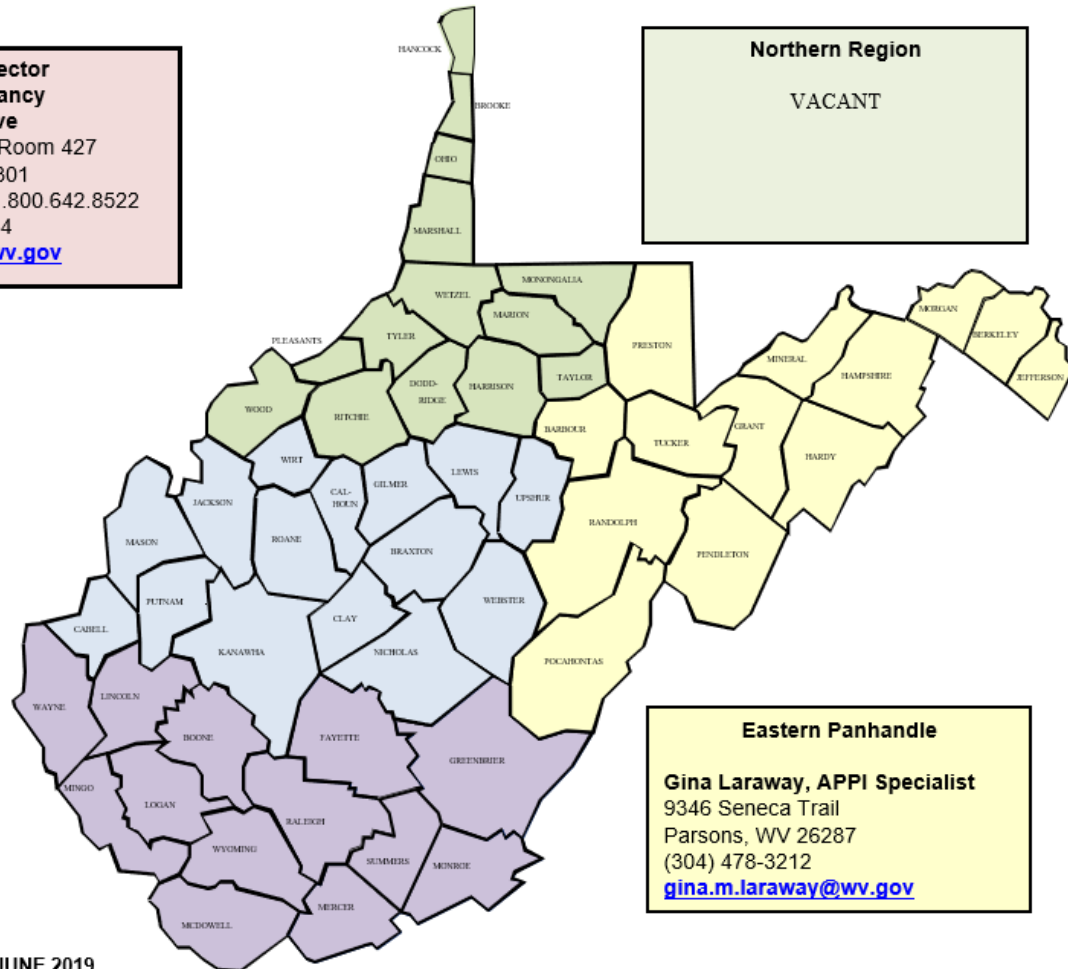 ector
ancy
ve
Room 427
301
.800.642.8522
4
wv.gov
Northern Region
VACANT
HANCOCK
BROOKE
OHIO
MARSHALL
WETZEL
MONONGALIA
MARION
PLEASANTS
TYLER
PRESTON
MORGAN
BERKELEY
JEFFERSON
MINERAL
HAMPSHIRE
WOOD
RITCHIE
DODD-
RIDGE
HARRISON
TAYLOR
BARBOUR
TUCKER
GRANT
HARDY
WIRT
JACKSON
CAL-
HOUN
GILMER
LEWIS
UPSHUR
RANDOLPH
MASON
ROANE
BRAXTON
PENDLETON
PUTNAM
CABELL
CLAY
WEBSTER
KANAWHA
NICHOLAS
POCAHONTAS
WAYNE
LINCOLN
BOONE
FAYETTE
GREENBRIER
MINGO
LOGAN
RALEIGH
WYOMING
SUMMERS
MONROE
MERCER
MCDOWELL
Eastern Panhandle
Gina Laraway, APPI Specialist
9346 Seneca Trail
Parsons, WV 26287
(304) 478-3212
gina.m.laraway@wv.gov
JUNE 2019